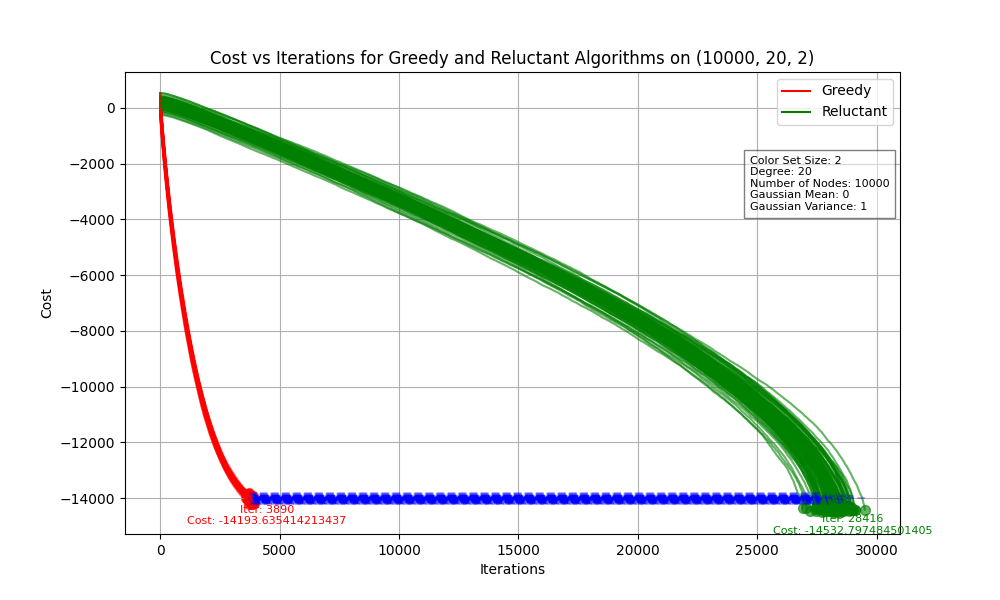 Cost vs Iterations for Greedy and Reluctant Algorithms on (10000, 20, 2)
Greedy
Reluctant
Color Set Size: 2
Degree: 20
Number of Nodes: 10000
Gaussian Mean: 0
Gaussian Variance: 1
Cost
0
−2000
−4000
−6000
−8000
−10000
−12000
−14000
Iter: 3890
Cost: -14193.635414213437
Iter: 28416
Cost: -14532.797484501405
0
5000
10000
15000
20000
25000
30000
Iterations